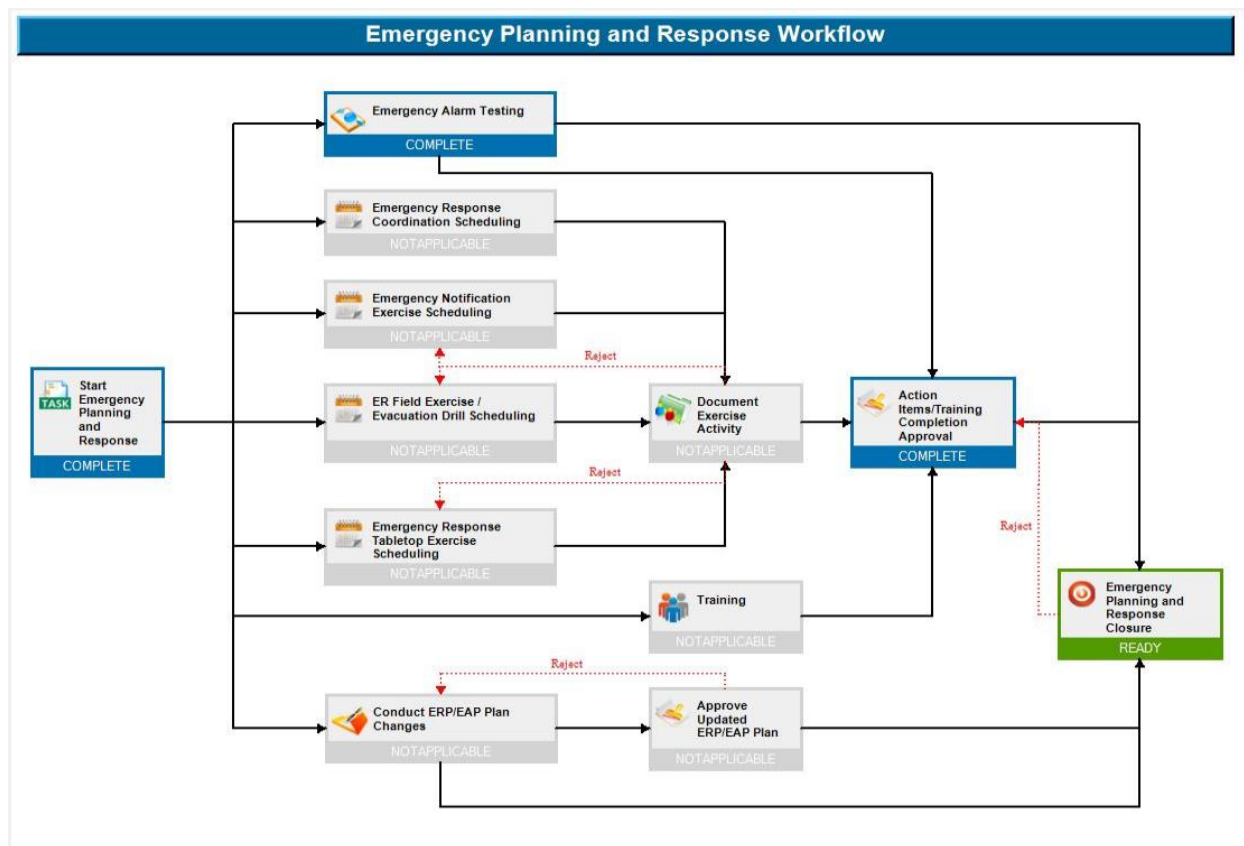 Emergency Planning and Response Workflow
Emergency Alarm Testing
COMPLETE
Emergency Response
Coordination Scheduling
NOTAPPLICABLE
Emergency Notification
Exercise Scheduling
NOTAPPLICABLE
Reject
TASK
Start
Emergency
Planning
and
Response
COMPLETE
ER Field Exercise /
Evacuation Drill Scheduling
NOTAPPLICABLE
Document
Exercise
Activity
NOTAPPLICABLE
Action
Items/Training
Completion
Approval
COMPLETE
Reject
Emergency Response
Tabletop Exercise
Scheduling
NOTAPPLICABLE
Reject
Training
NOTAPPLICABLE
Emergency
Planning and
Response
Closure
READY
Reject
Conduct ERP/EAP Plan
Changes
NOTAPPLICABLE
Approve
Updated
ERP/EAP Plan
NOTAPPLICABLE